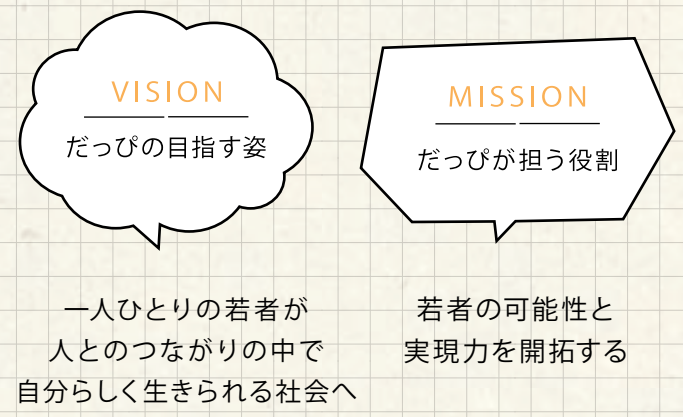 VISION
だっぴの目指す姿
一人ひとりの若者が
人とのつながりの中で
自分らしく生きられる社会へ
MISSION
だっぴが担う役割
若者の可能性と
実現力を開拓する